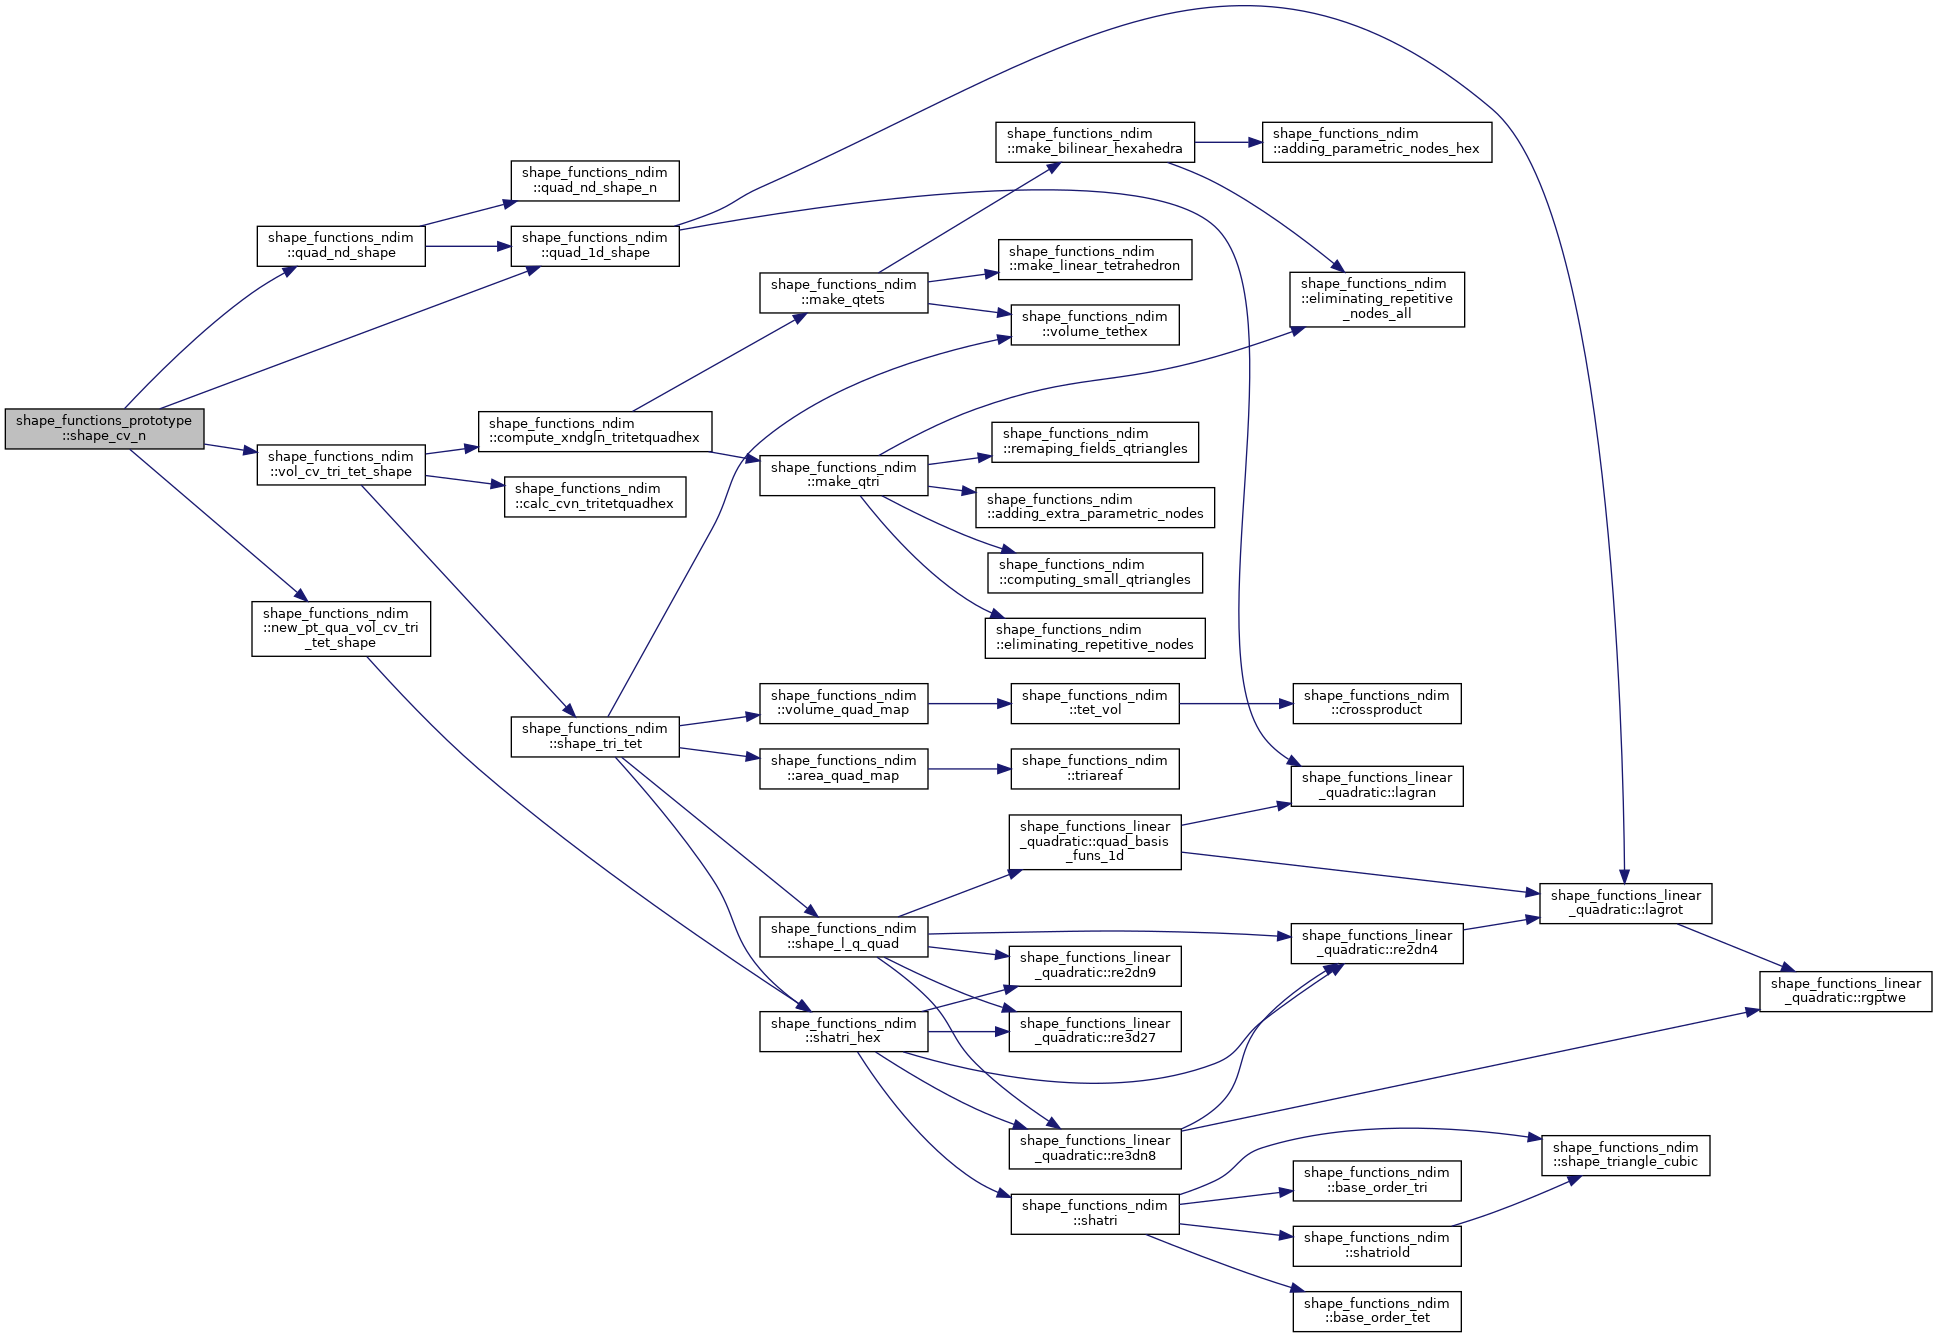 shape_functions_prototype
::shape_cv_n
shape_functions_ndim
::quad_nd_shape
shape_functions_ndim
::vol_cv_tri_tet_shape
shape_functions_ndim
::new_pt_qua_vol_cv_tri
_tet_shape
shape_functions_ndim
::quad_nd_shape_n
shape_functions_ndim
::quad_1d_shape
shape_functions_ndim
::compute_xndgln_tritetquadhex
shape_functions_ndim
::calc_cvn_tritetquadhex
shape_functions_ndim
::shape_tri_tet
shape_functions_ndim
::make_qtets
shape_functions_ndim
::make_qtri
shape_functions_ndim
::volume_quad_map
shape_functions_ndim
::area_quad_map
shape_functions_ndim
::shape_l_q_quad
shape_functions_ndim
::shatri_hex
shape_functions_ndim
::make_bilinear_hexahedra
shape_functions_ndim
::make_linear_tetrahedron
shape_functions_ndim
::volume_tethex
shape_functions_ndim
::remaping_fields_qtriangles
shape_functions_ndim
::adding_extra_parametric_nodes
shape_functions_ndim
::computing_small_qtriangles
shape_functions_ndim
::eliminating_repetitive_nodes
shape_functions_ndim
::tet_vol
shape_functions_ndim
::triareaf
shape_functions_linear
_quadratic::quad_basis
_funs_1d
shape_functions_linear
_quadratic::re2dn9
shape_functions_linear
_quadratic::re3d27
shape_functions_linear
_quadratic::re3dn8
shape_functions_ndim
::shatri
shape_functions_ndim
::adding_parametric_nodes_hex
shape_functions_ndim
::eliminating_repetitive
_nodes_all
shape_functions_ndim
::crossproduct
shape_functions_linear
_quadratic::lagran
shape_functions_linear
_quadratic::re2dn4
shape_functions_ndim
::base_order_tri
shape_functions_ndim
::shatriold
shape_functions_ndim
::base_order_tet
shape_functions_linear
_quadratic::lagrot
shape_functions_ndim
::shape_triangle_cubic
shape_functions_linear
_quadratic::rgptwe